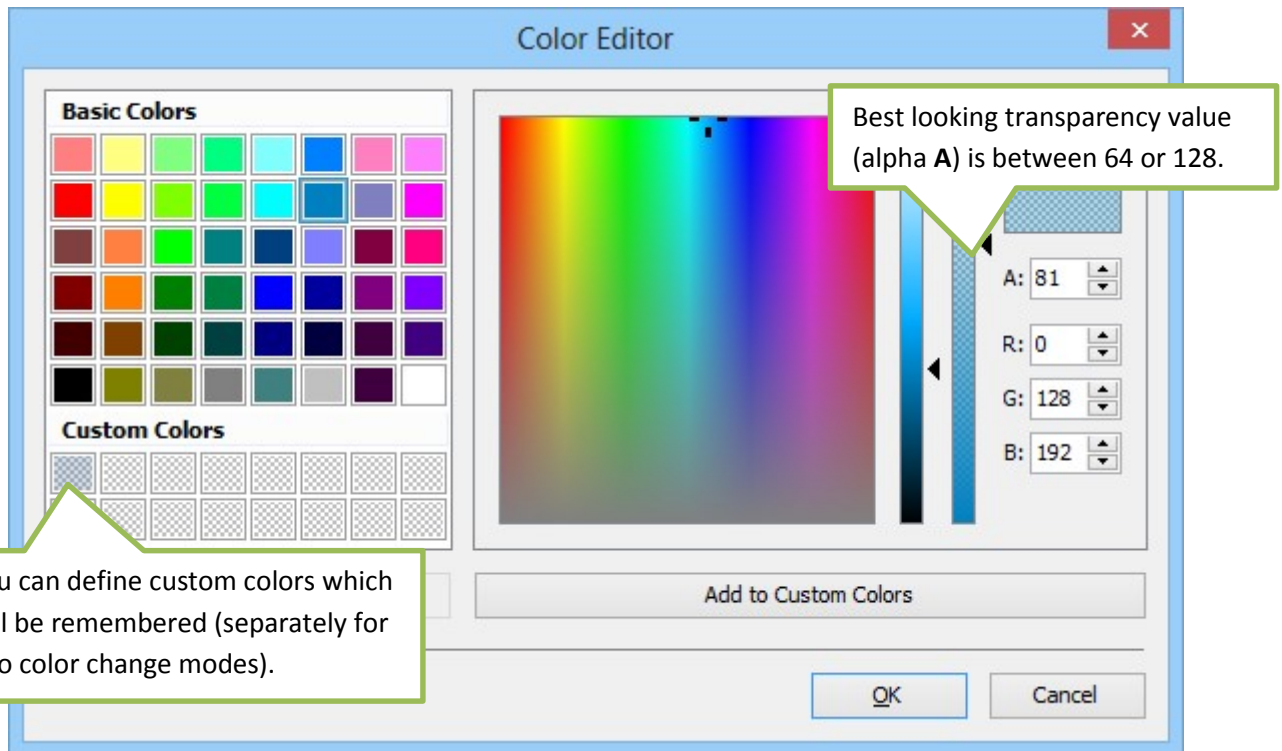 Color Editor
×
Basic Colors
Best looking transparency value
(alpha A) is between 64 or 128.
A: 81
R: 0
G: 128
B: 192
Custom Colors
u can define custom colors which
l be remembered (separately for
o color change modes).
Add to Custom Colors
OK
Cancel